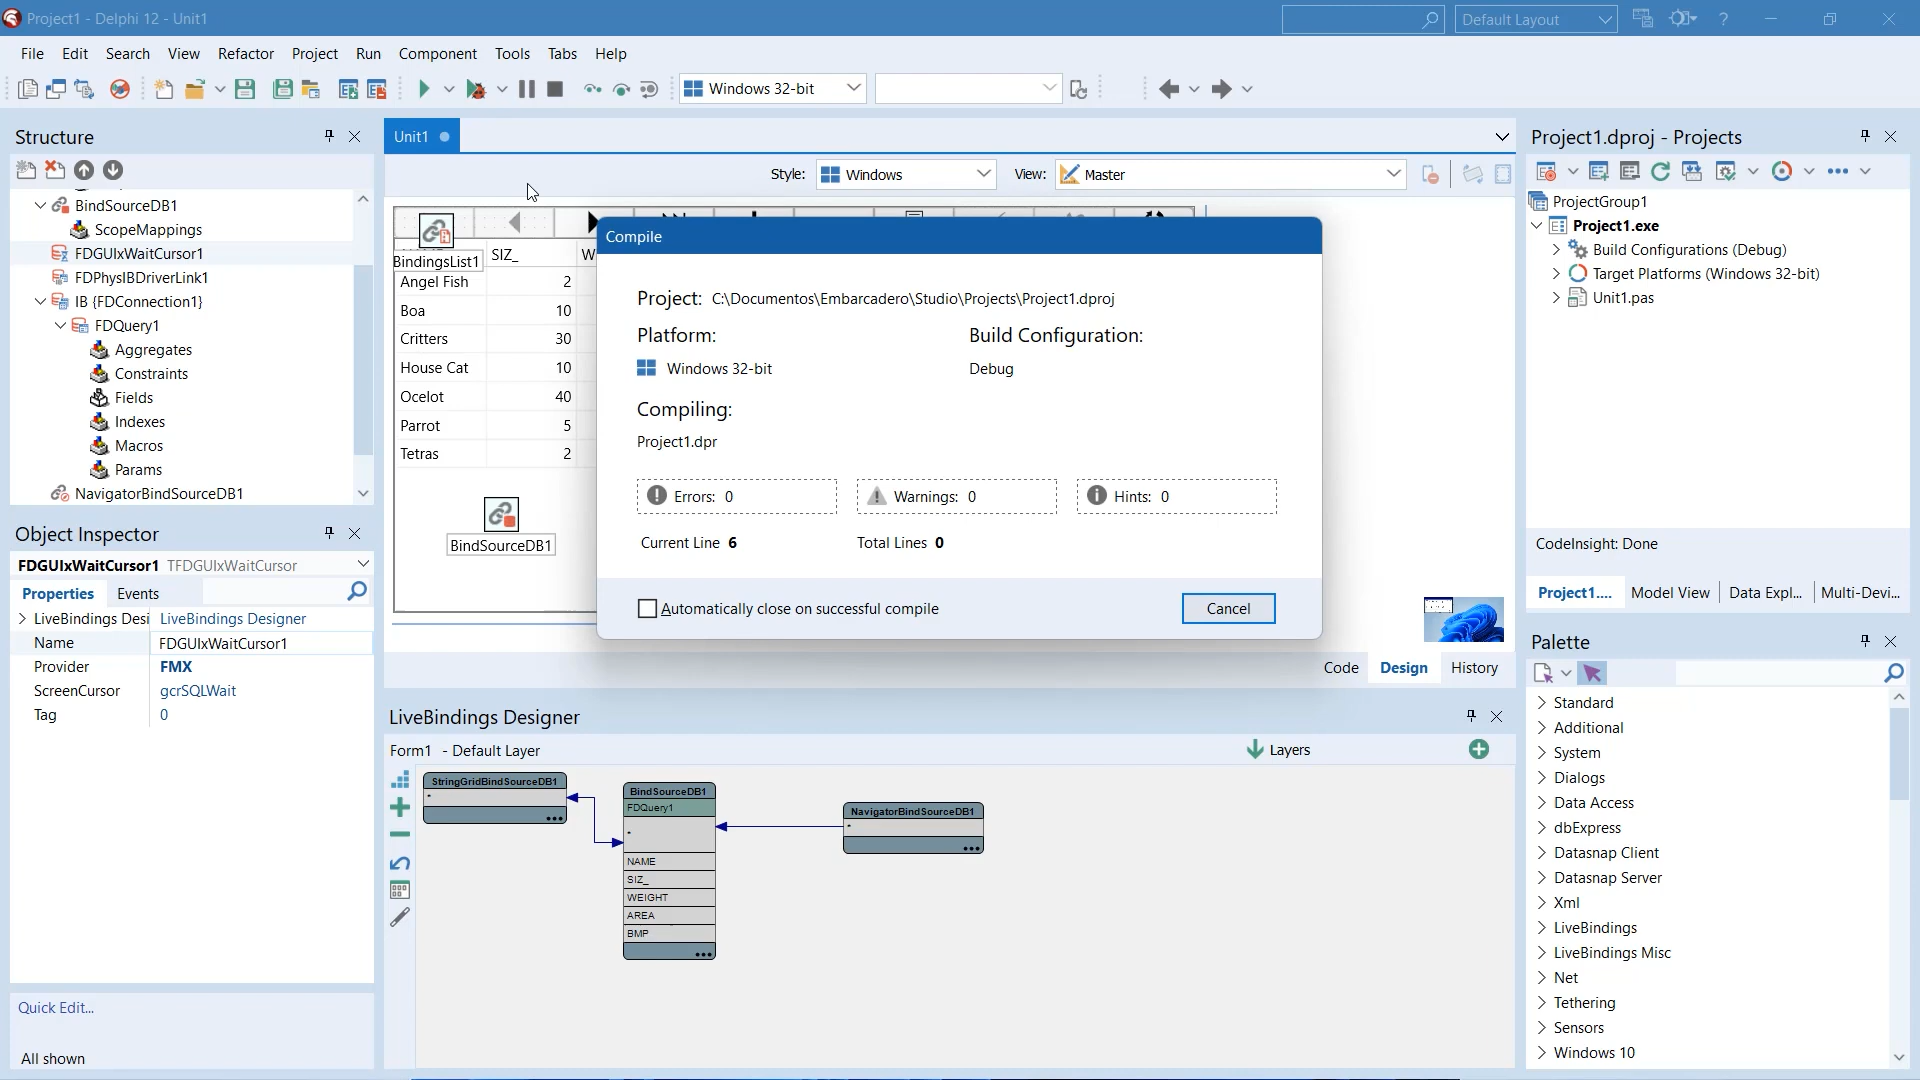 Project1 - Delphi 12 - Unit1
Default Layout
?
File Edit Search View Refactor Project Run Component Tools Tabs Help
Windows 32-bit
Structure
BindSourceDB1
ScopeMappings
FDGUIxWaitCursor1
FDPhysIBDriverLink1
IB {FDConnection1}
FDQuery1
Aggregates
Constraints
Fields
Indexes
Macros
Params
NavigatorBindSourceDB1
Object Inspector
FDGUIxWaitCursor1 TFDGUIxWaitCursor
Properties Events
LiveBindings Desi LiveBindings Designer
Name FDGUIxWaitCursor1
Provider FMX
ScreenCursor gcrSQLWait
Tag 0
Quick Edit...
All shown
Unit1
Style: Windows View: Master
BindingsList1 SIZ_ W
Angel Fish 2
Boa 10
Critters 30
House Cat 10
Ocelot 40
Parrot 5
Tetras 2
BindSourceDB1
Compile
Project: C:\Documentos\Embarcadero\Studio\Projects\Project1.dproj
Platform: Build Configuration:
Windows 32-bit Debug
Compiling:
Project1.dpr
Errors: 0 Warnings: 0 Hints: 0
Current Line 6 Total Lines 0
Automatically close on successful compile Cancel
Code Design History
LiveBindings Designer
Form1 - Default Layer Layers
StringGridBindSourceDB1
*
BindSourceDB1
FDQuery1
*
NAME
SIZ_
WEIGHT
AREA
BMP
NavigatorBindSourceDB1
*
Project1.dproj - Projects
ProjectGroup1
Project1.exe
Build Configurations (Debug)
Target Platforms (Windows 32-bit)
Unit1.pas
CodeInsight: Done
Project1.... Model View Data Expl... Multi-Devi...
Palette
Standard
Additional
System
Dialogs
Data Access
dbExpress
Datasnap Client
Datasnap Server
Xml
LiveBindings
LiveBindings Misc
Net
Tethering
Sensors
Windows 10